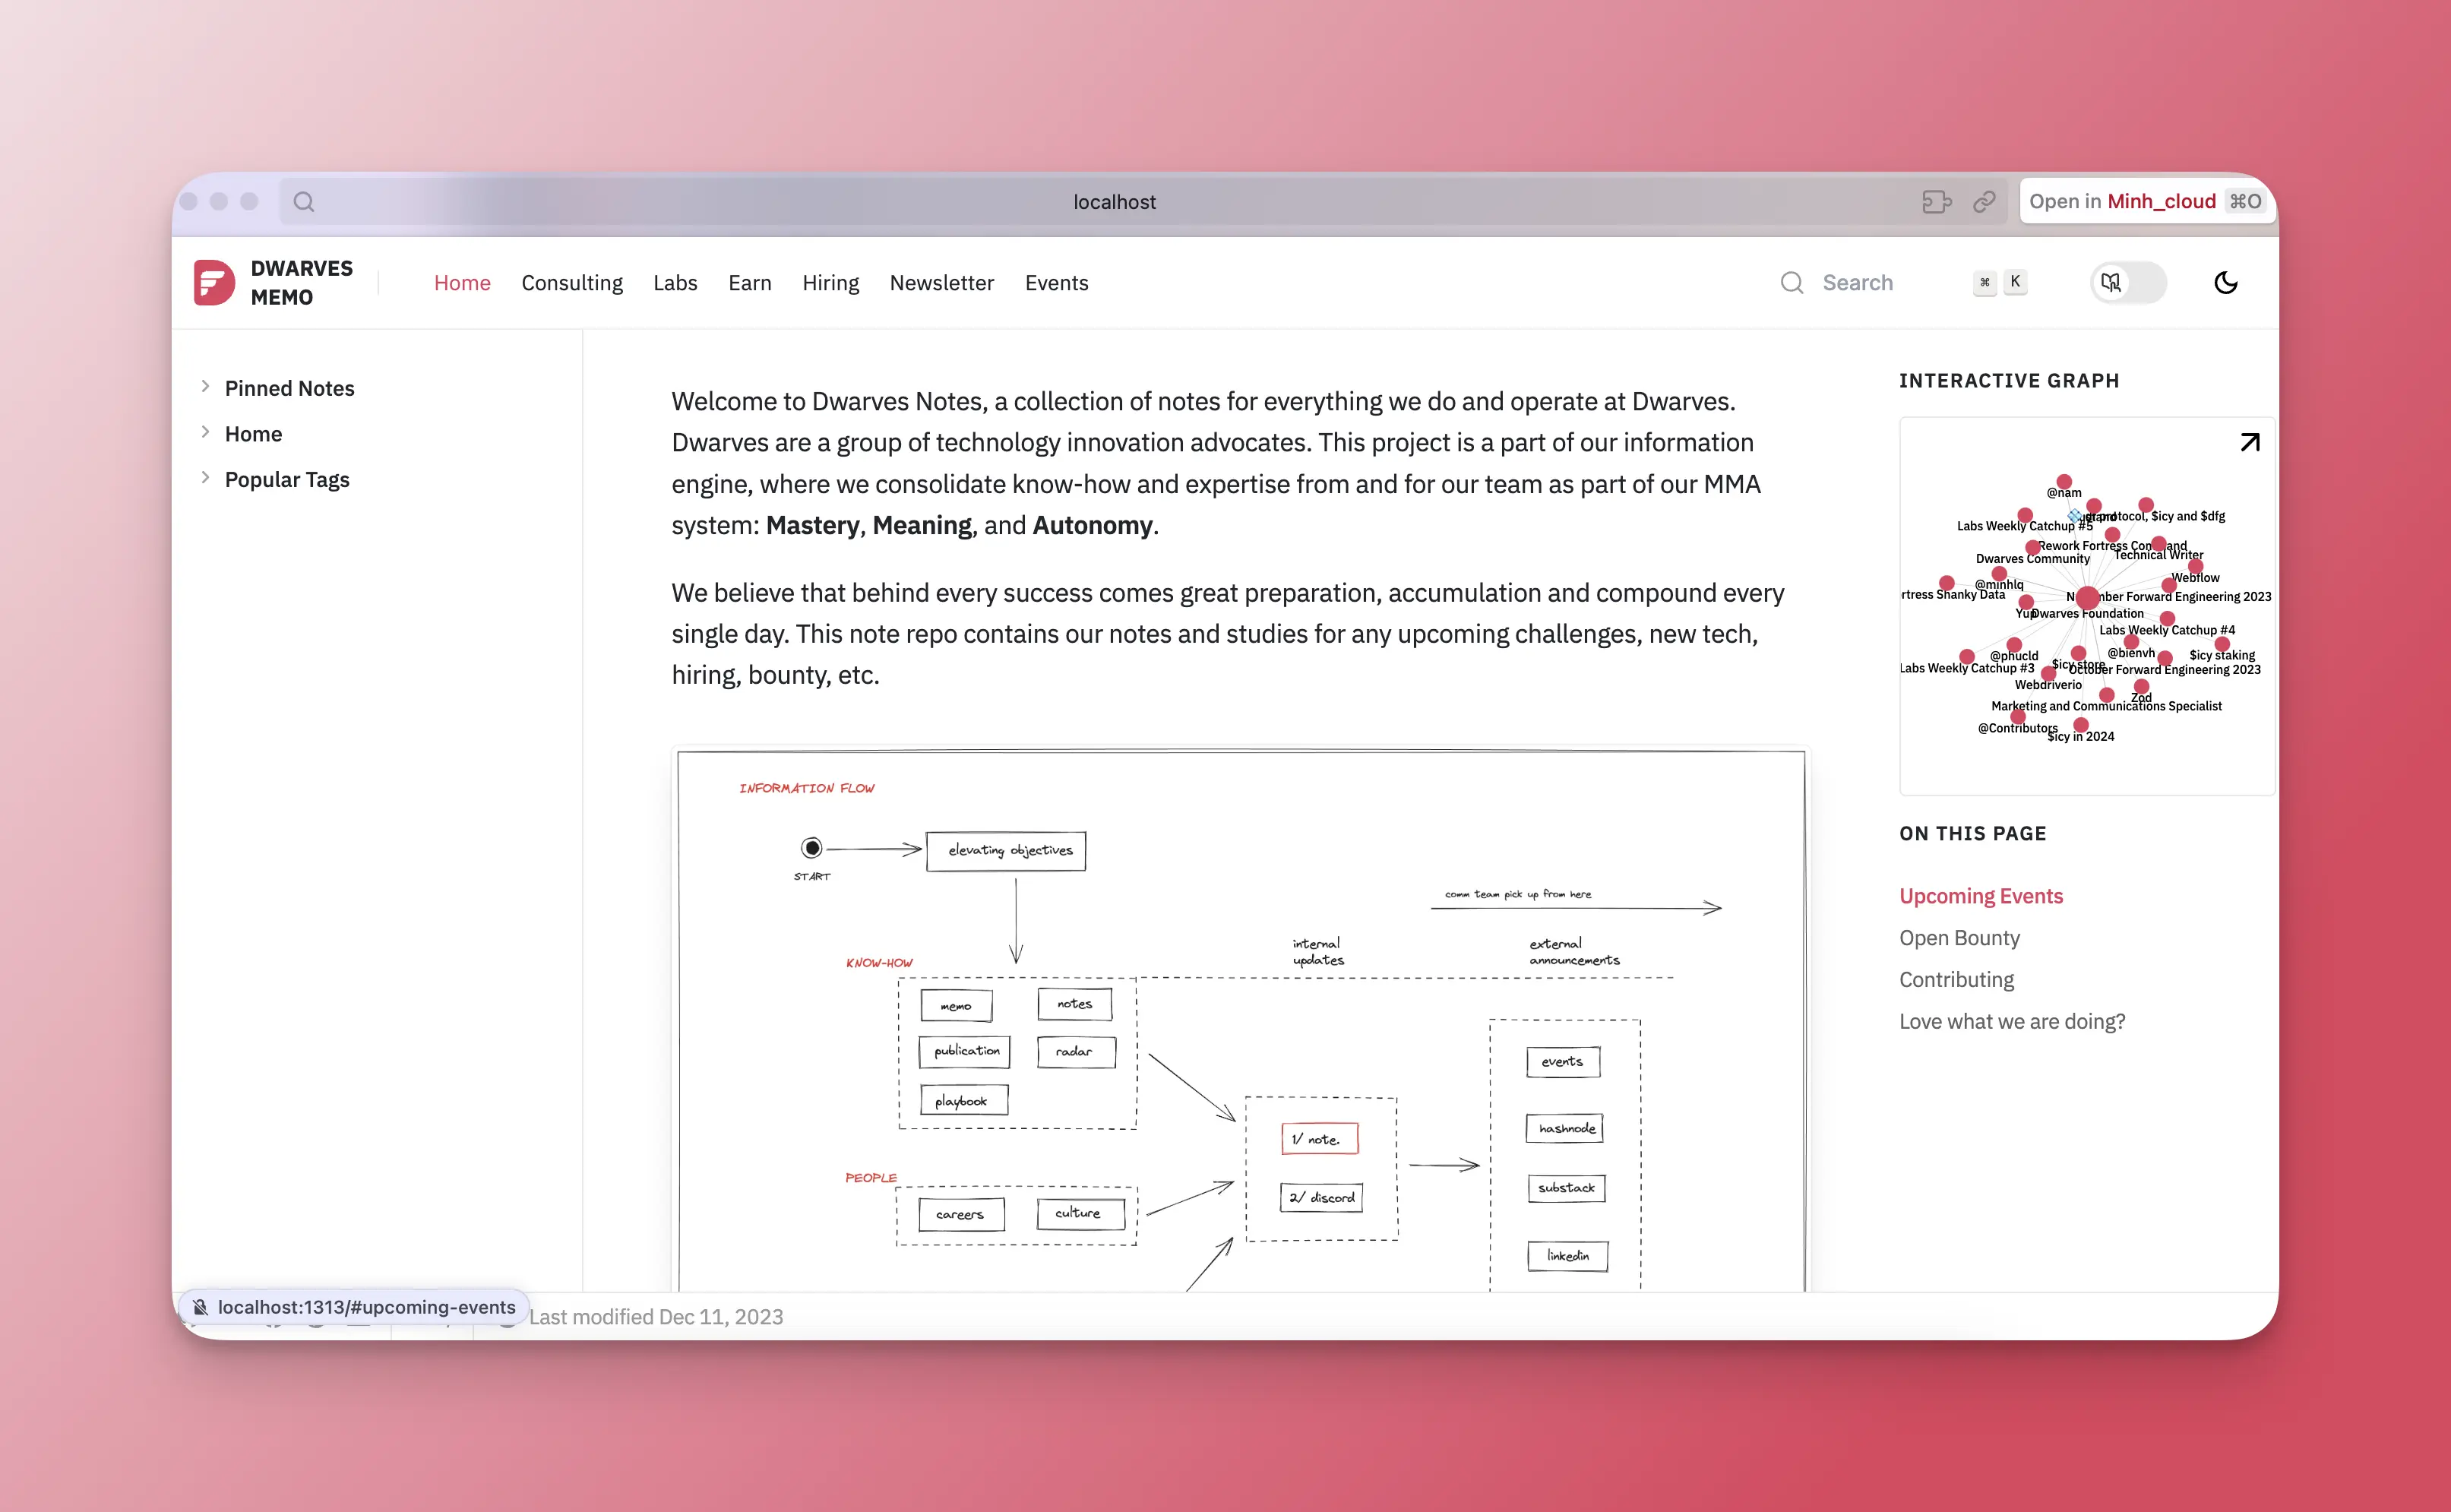 localhost
Open in Minh_cloud ⌘O
DWARVES
MEMO
Home
Consulting
Labs
Earn
Hiring
Newsletter
Events
Search
⌘ K
Pinned Notes
Home
Popular Tags
Welcome to Dwarves Notes, a collection of notes for everything we do and operate at Dwarves.
Dwarves are a group of technology innovation advocates. This project is a part of our information
engine, where we consolidate know-how and expertise from and for our team as part of our MMA
system: Mastery, Meaning, and Autonomy.
We believe that behind every success comes great preparation, accumulation and compound every
single day. This note repo contains our notes and studies for any upcoming challenges, new tech,
hiring, bounty, etc.
INFORMATION FLOW
START
elevating objectives
comm team pick up from here
internal
updates
external
announcements
KNOW-HOW
memo
notes
publication
radar
playbook
PEOPLE
careers
culture
1/ note.
2/ discord
events
hashnode
substack
linkedin
INTERACTIVE GRAPH
@nam
protocol, $icy and $dfg
Labs Weekly Catchup #5
Rework Fortress Command
Technical Writer
Dwarves Community
Webflow
@minhlq
rtress Shanky Data
Forward Engineering 2023
Dwarves Foundation
Labs Weekly Catchup #4
@bienvh
$icy staking
@phucld
Labs Weekly Catchup #3
$icy store
October Forward Engineering 2023
Webdriverio
Zod
Marketing and Communications Specialist
@Contributors
$icy in 2024
ON THIS PAGE
Upcoming Events
Open Bounty
Contributing
Love what we are doing?
localhost:1313/#upcoming-events
Last modified Dec 11, 2023